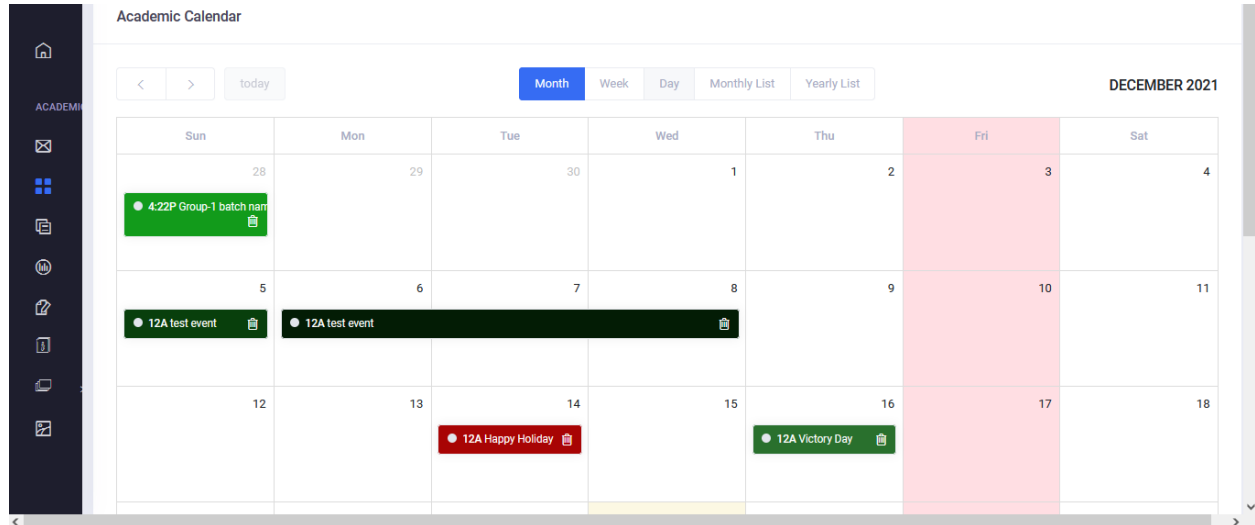 Academic Calendar
ACADEMI
today
Month Week Day Monthly List Yearly List
DECEMBER 2021
Sun Mon Tue Wed Thu Fri Sat
28 29 30 1 2 3 4
4:22P Group-1 batch nam
5 6 7 8 9 10 11
12A test event
12A test event
12 13 14 15 16 17 18
12A Happy Holiday
12A Victory Day